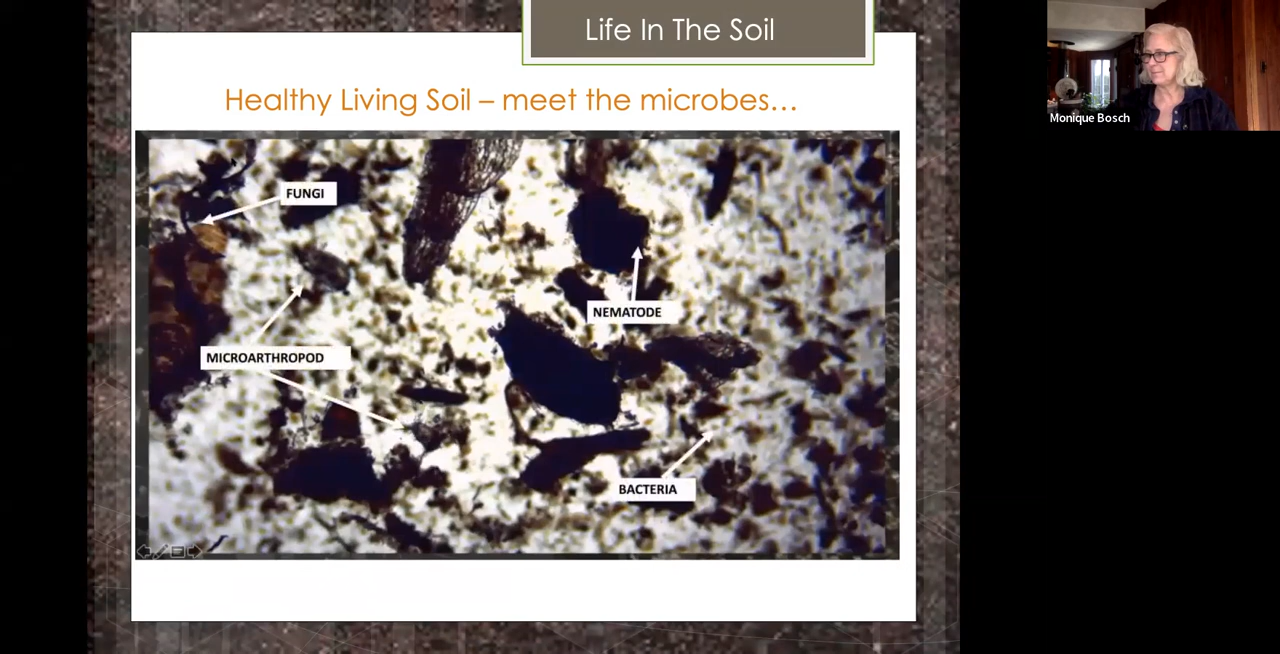 Life In The Soil
Healthy Living Soil – meet the microbes…
Monique Bosch
FUNGI
NEMATODE
MICROARTHROPOD
BACTERIA